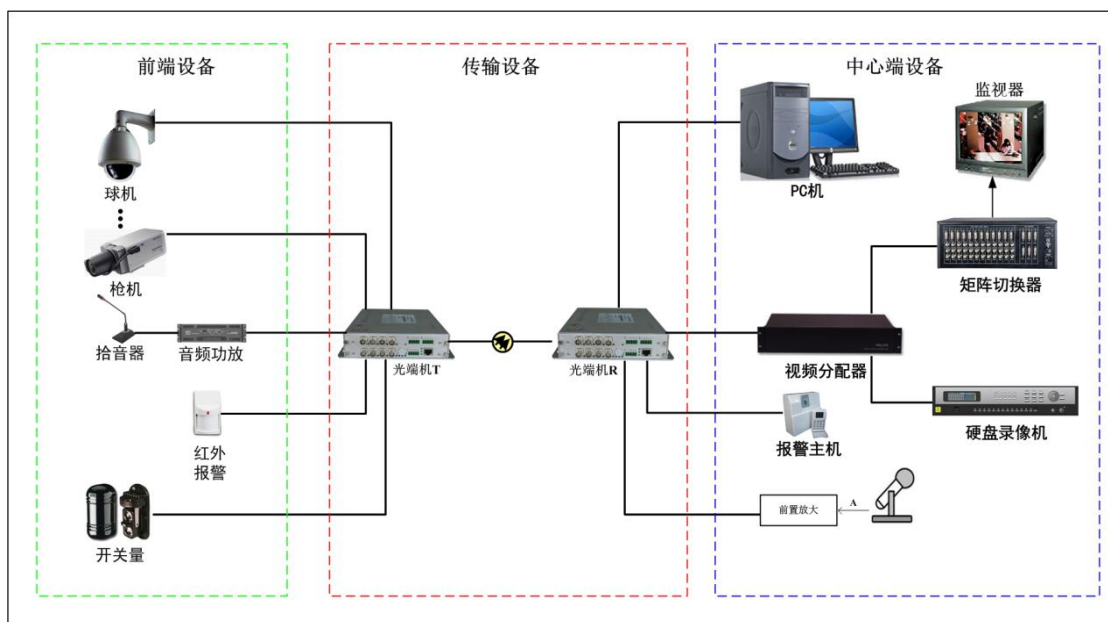 前端设备
传输设备
中心端设备
监视器
球机
PC机
枪机
矩阵切换器
拾音器
音频功放
光端机T
光端机R
视频分配器
红外
报警
报警主机
硬盘录像机
前置放大
A
开关量